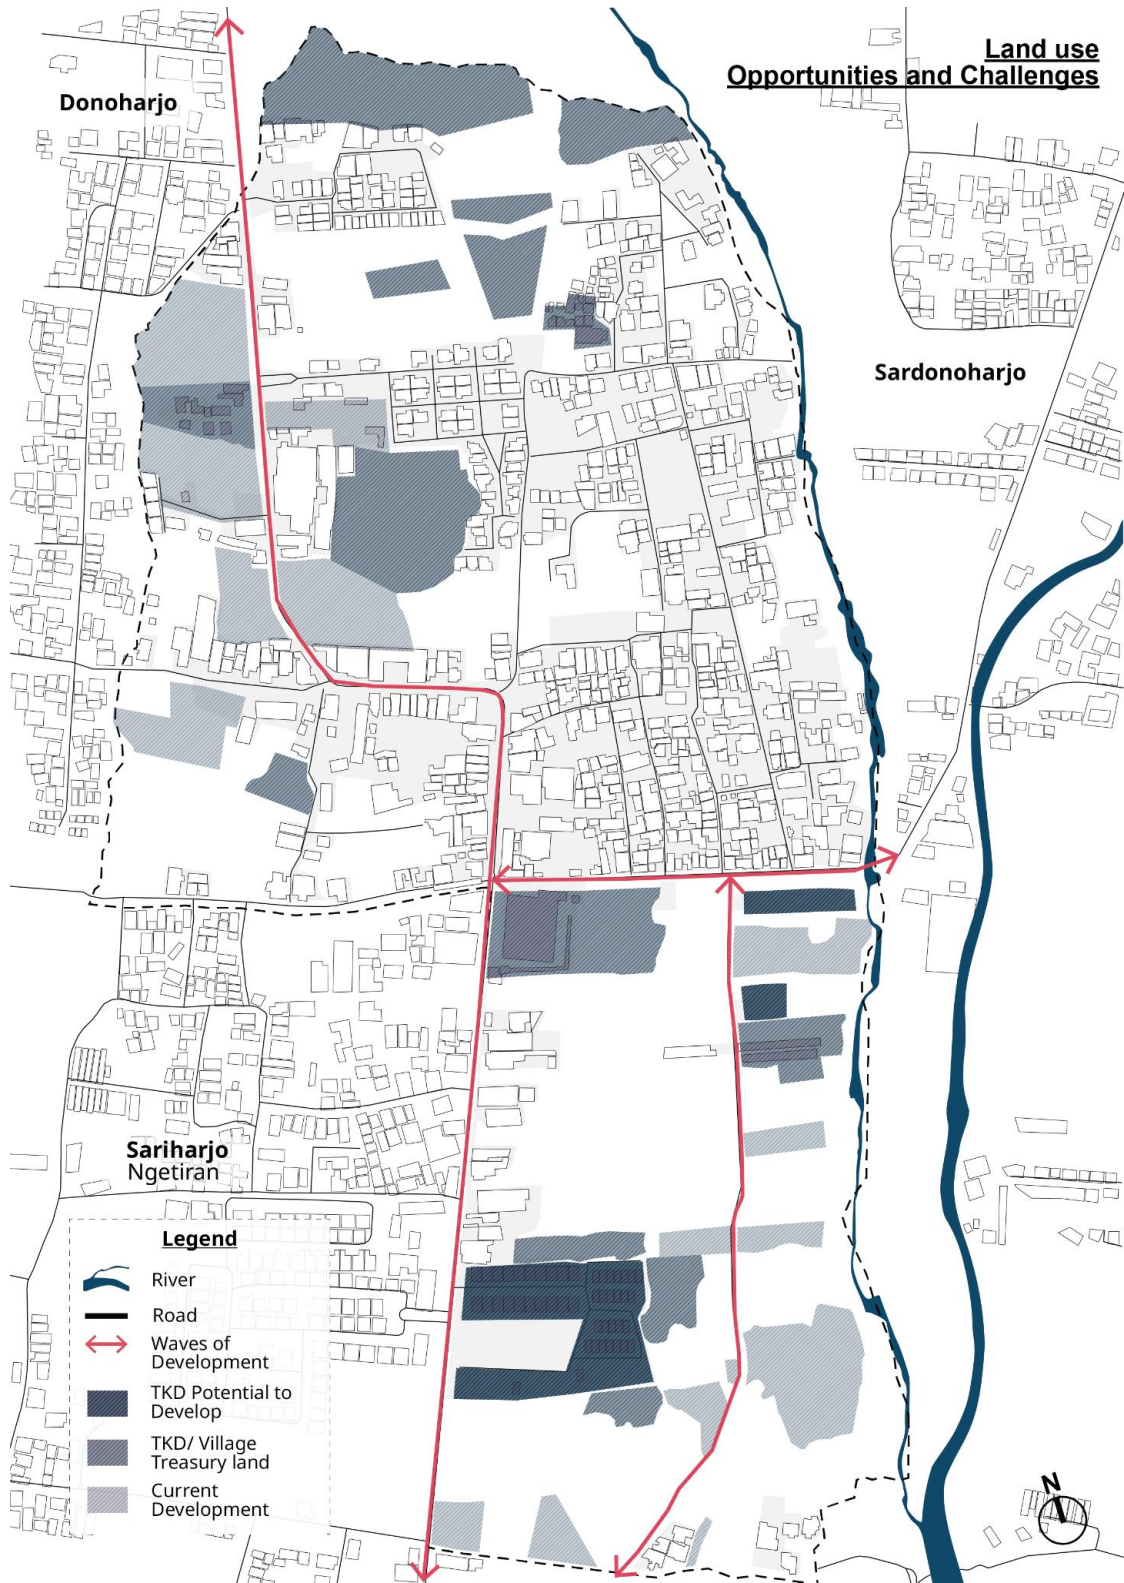 Land use
Opportunities and Challenges
Donoharjo
Sardonoharjo
Sariharjo
Ngetiran
Legend
River
Road
Waves of
Development
TKD Potential to
Develop
TKD/ Village
Treasury land
Current
Development
N